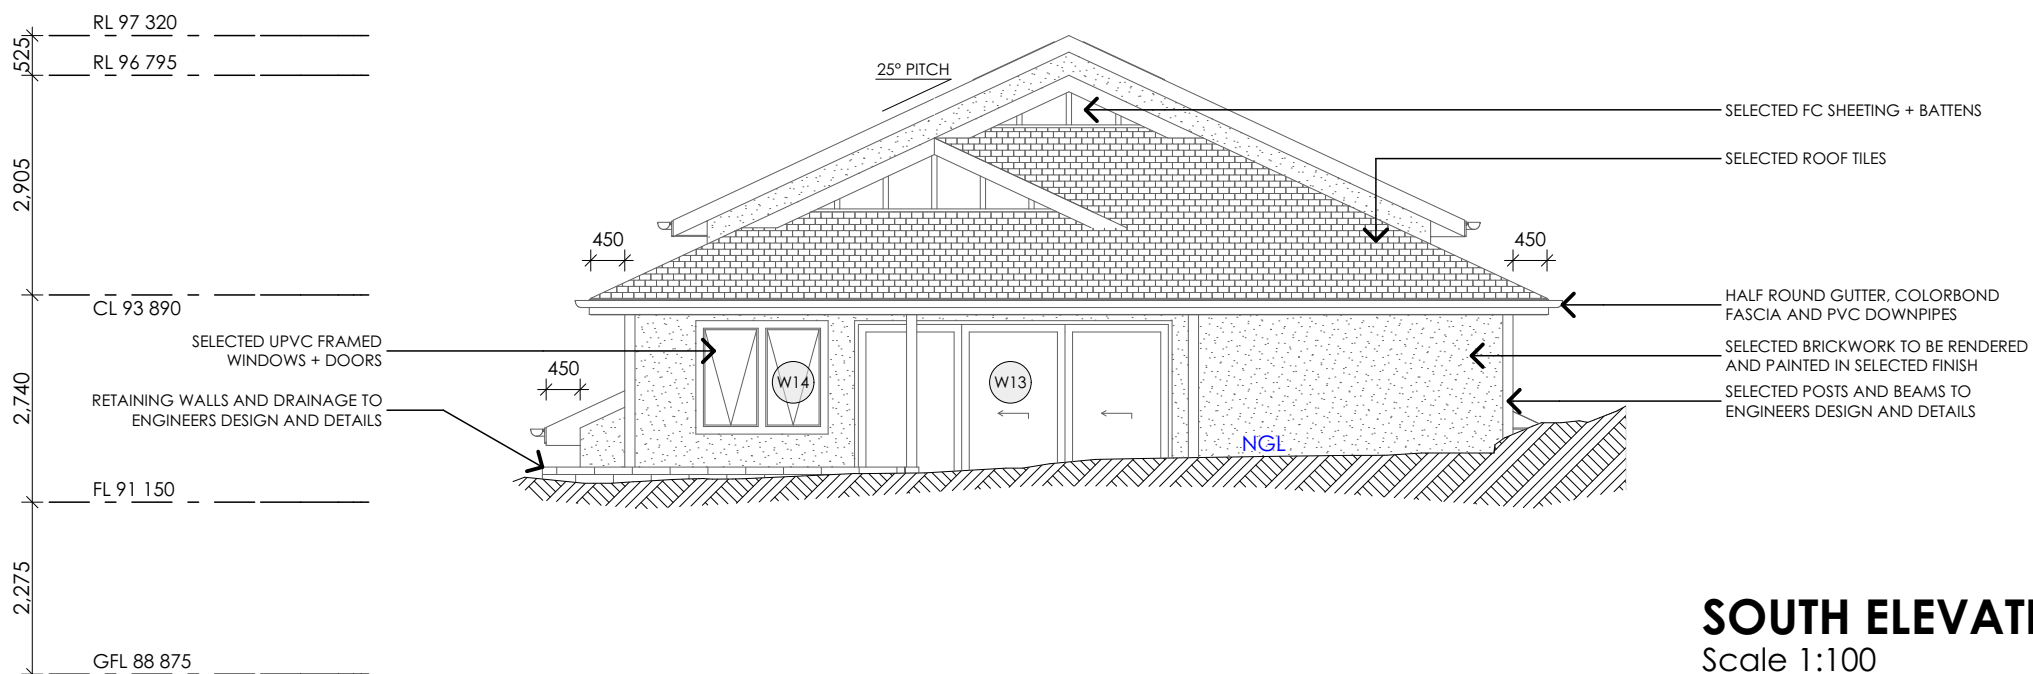 RL 97 320
525
RL 96 795
2,905
CL 93 890
2,740
FL 91 150
2,275
GFL 88 875
25° PITCH
450
450
450
SELECTED UPVC FRAMED
WINDOWS + DOORS
RETAINING WALLS AND DRAINAGE TO
ENGINEERS DESIGN AND DETAILS
W14
W13
NGL
SELECTED FC SHEETING + BATTENS
SELECTED ROOF TILES
HALF ROUND GUTTER, COLORBOND
FASCIA AND PVC DOWNPIPES
SELECTED BRICKWORK TO BE RENDERED
AND PAINTED IN SELECTED FINISH
SELECTED POSTS AND BEAMS TO
ENGINEERS DESIGN AND DETAILS
SOUTH ELEVATI
Scale 1:100